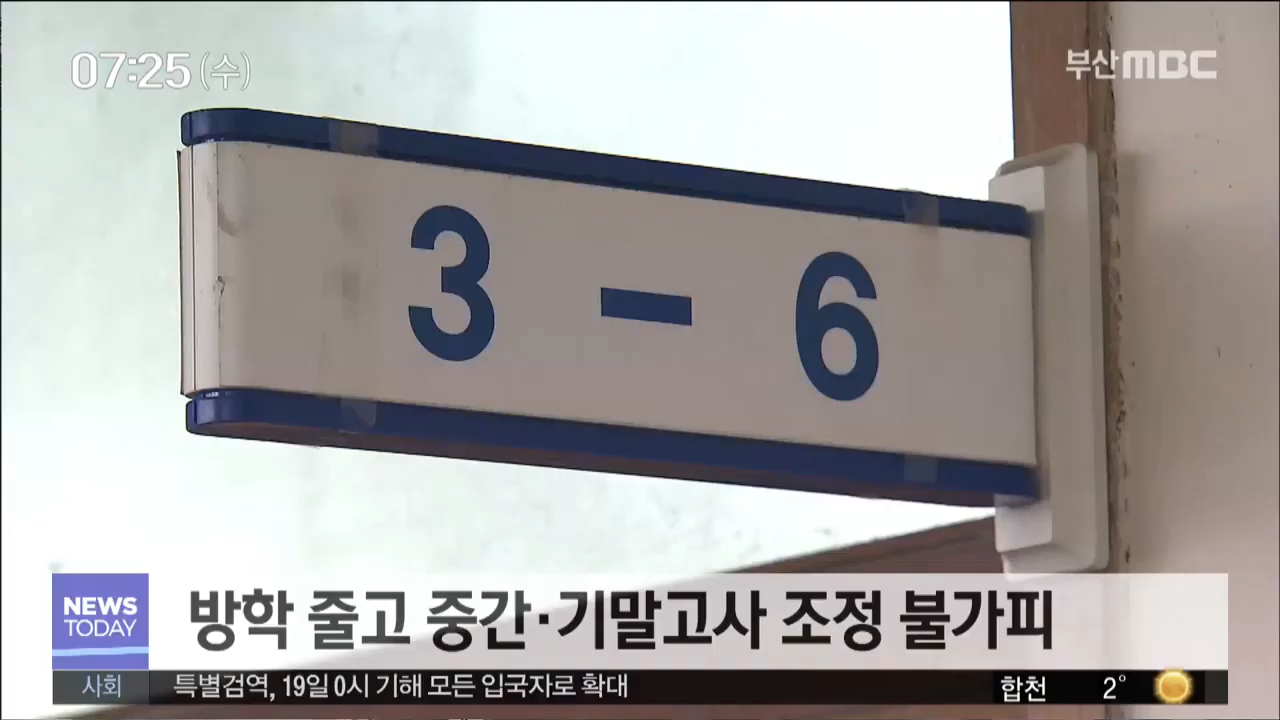 07:25(수)
부산MBC
3 - 6
NEWS
TODAY
방학 줄고 중간·기말고사 조정 불가피
사회
특별검역, 19일 0시 기해 모든 입국자로 확대
합천 2°